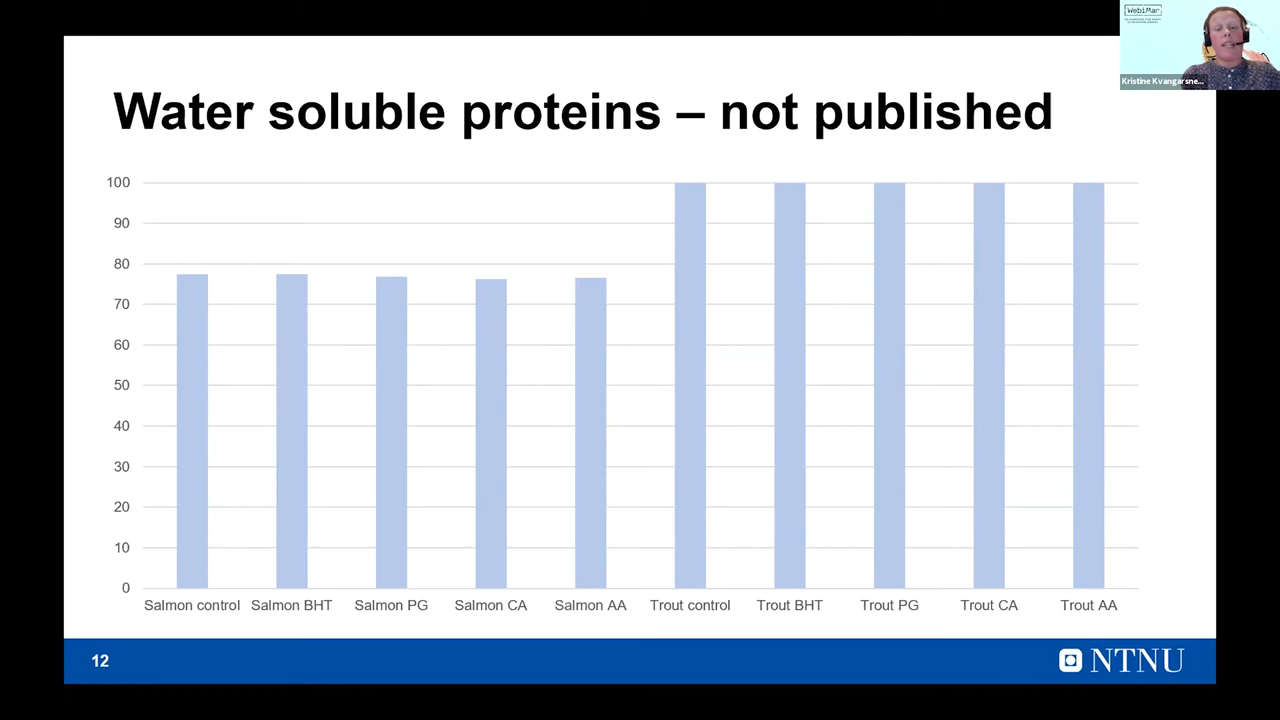 WebiMar
Kristine Kvangarsne...
Water soluble proteins – not published
100
90
80
70
60
50
40
30
20
10
0
Salmon control Salmon BHT Salmon PG Salmon CA Salmon AA Trout control Trout BHT Trout PG Trout CA Trout AA
12
NTNU